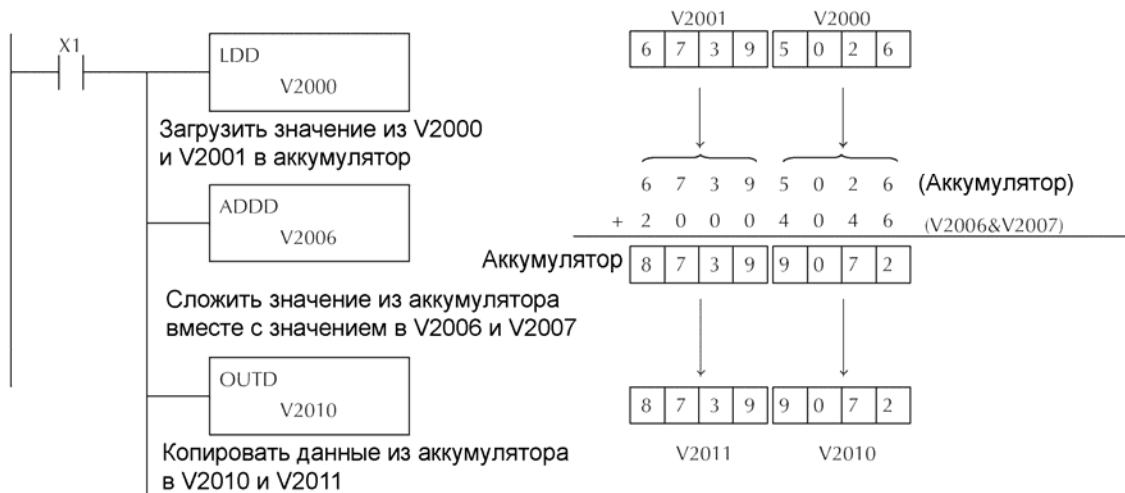 X1
LDD
V2000
Загрузить значение из V2000
и V2001 в аккумулятор
ADDD
V2006
Сложить значение из аккумулятора
вместе с значением в V2006 и V2007
OUTD
V2010
Копировать данные из аккумулятора
в V2010 и V2011
V2001 V2000
6 7 3 9 5 0 2 6
6 7 3 9 5 0 2 6 (Аккумулятор)
+ 2 0 0 0 4 0 4 6 (V2006&V2007)
Аккумулятор 8 7 3 9 9 0 7 2
8 7 3 9 9 0 7 2
V2011 V2010